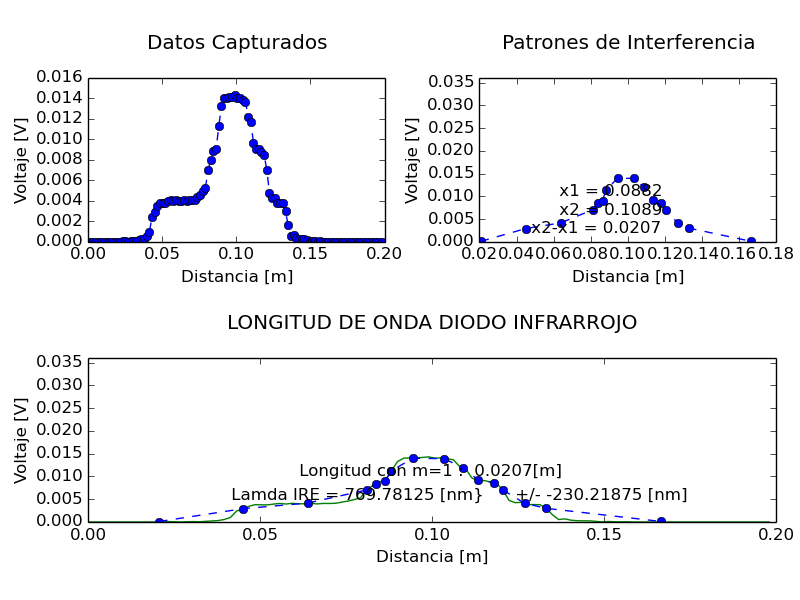 Datos Capturados
Voltaje [V]
0.016
0.014
0.012
0.010
0.008
0.006
0.004
0.002
0.000
0.00 0.05 0.10 0.15 0.20
Distancia [m]
Patrones de Interferencia
Voltaje [V]
0.035
0.030
0.025
0.020
0.015
0.010
0.005
0.000
x1 = 0.0882
x2 = 0.1089
x2-x1 = 0.0207
0.02 0.04 0.06 0.08 0.10 0.12 0.14 0.16 0.18
Distancia [m]
LONGITUD DE ONDA DIODO INFRARROJO
Voltaje [V]
0.035
0.030
0.025
0.020
0.015
0.010
0.005
0.000
Longitud con m=1 : 0.0207[m]
Lamda IRE = 769.78125 [nm} +/- -230.21875 [nm]
0.00 0.05 0.10 0.15 0.20
Distancia [m]